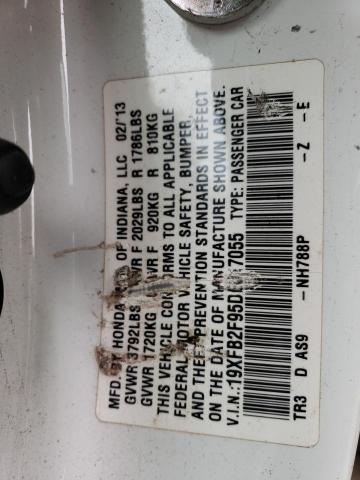 MFD. BY HONDA OF INDIANA, LLC 02/'13
GVWR 3792LBS GAWR F 2029LBS R 1786LBS
GVWR 1720KG GAWR F 920KG R 810KG
THIS VEHICLE CONFORMS TO ALL APPLICABLE
FEDERAL MOTOR VEHICLE SAFETY, BUMPER,
AND THEFT PREVENTION STANDARDS IN EFFECT
ON THE DATE OF MANUFACTURE SHOWN ABOVE.
V.I.N.:19XFB2F95D 7055 TYPE: PASSENGER CAR
TR3 D AS9 - NH788P - Z - E